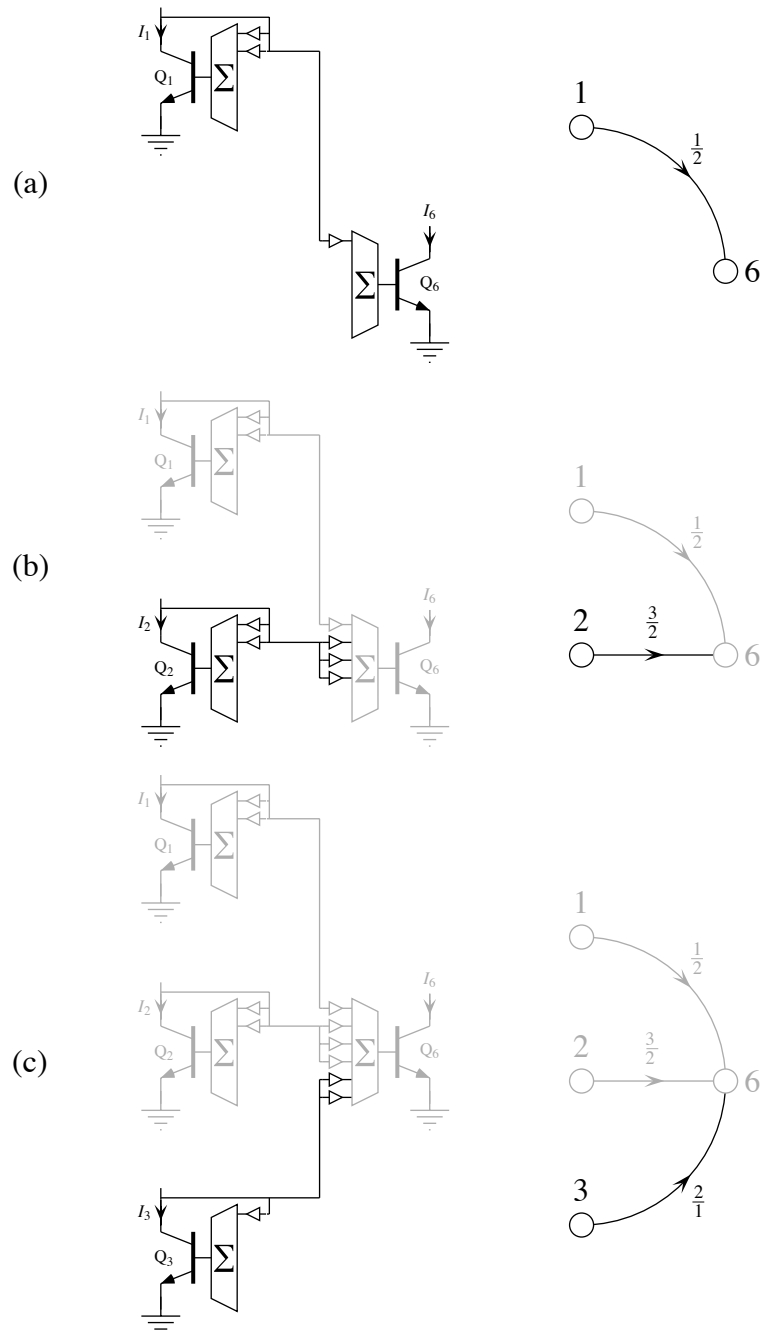 I₁
Q₁
Σ
1
1/2
(a)
I₆
Σ
Q₆
6
I₁
Q₁
Σ
1
1/2
(b)
I₂
I₆
Q₂
Σ
Σ
Q₆
2
3/2
6
I₁
Q₁
Σ
1
1/2
I₂
I₆
Q₂
Σ
Σ
Q₆
(c)
2
3/2
6
I₃
Q₃
Σ
3
2/1